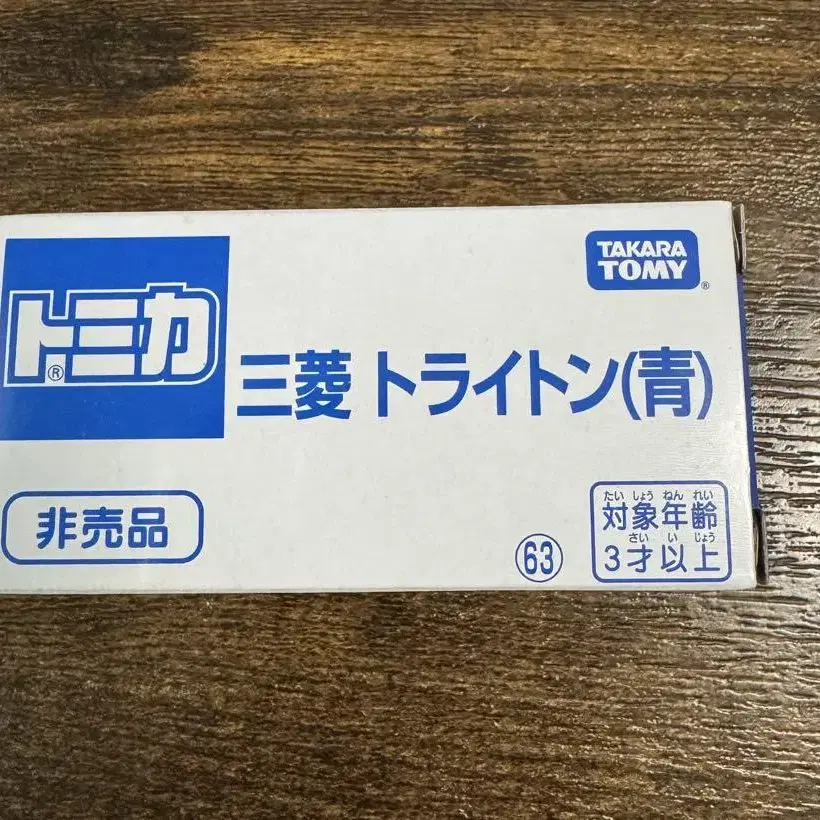 TAKARA
TOMY
®
トミカ
®
三菱 トライトン(青)
非売品
63
たい しょう ねん れい
対象年齢
さい い じょう
3才以上